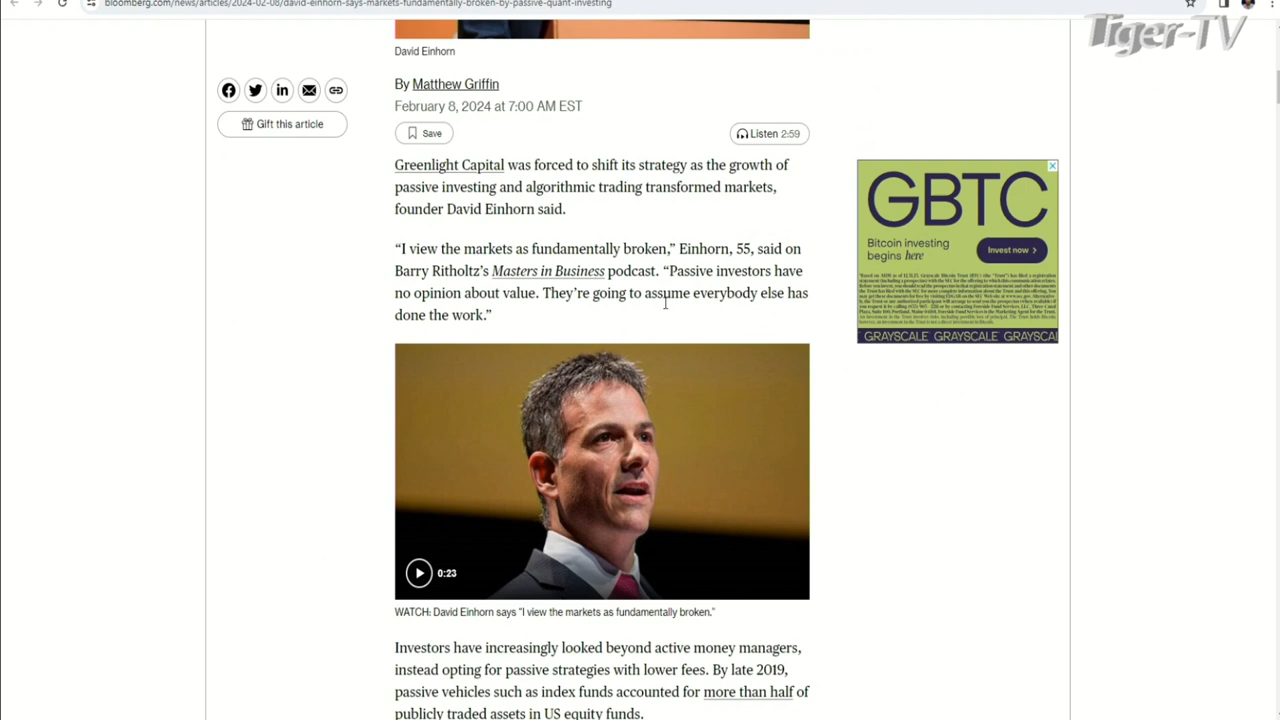 bloomberg.com/news/articles/2024-02-08/david-einhorn-says-markets-fundamentally-broken-by-passive-quant-investing
Tiger-TV
David Einhorn
By Matthew Griffin
February 8, 2024 at 7:00 AM EST
Gift this article
Save
Listen 2:59
Greenlight Capital was forced to shift its strategy as the growth of
passive investing and algorithmic trading transformed markets,
founder David Einhorn said.
“I view the markets as fundamentally broken,” Einhorn, 55, said on
Barry Ritholtz’s Masters in Business podcast. “Passive investors have
no opinion about value. They’re going to assume everybody else has
done the work.”
GBTC
Bitcoin investing
begins here
Invest now >
GRAYSCALE GRAYSCALE GRAYSCAL
0:23
WATCH: David Einhorn says "I view the markets as fundamentally broken."
Investors have increasingly looked beyond active money managers,
instead opting for passive strategies with lower fees. By late 2019,
passive vehicles such as index funds accounted for more than half of
publicly traded assets in US equity funds.